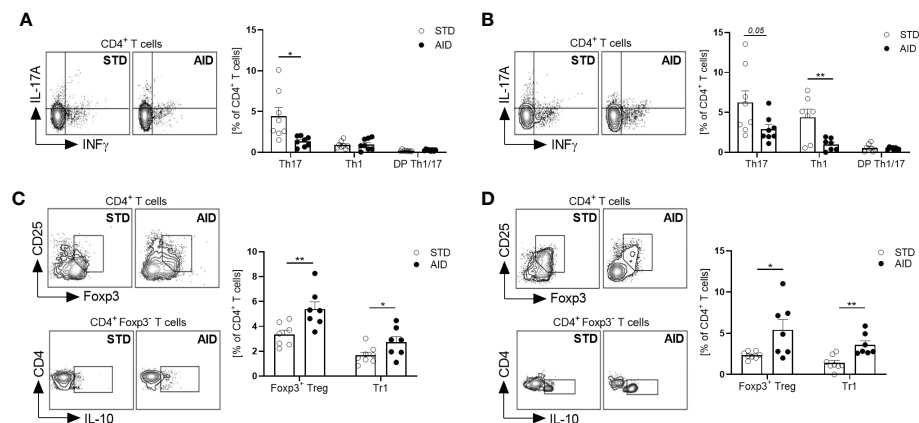 A
CD4⁺ T cells
STD
AID
IL-17A
INFγ
[% of CD4⁺ T cells]
15
10
5
0
*
Th17
Th1
DP Th1/17
STD
AID
B
CD4⁺ T cells
STD
AID
IL-17A
INFγ
[% of CD4⁺ T cells]
15
10
5
0
0,05
**
Th17
Th1
DP Th1/17
STD
AID
C
CD4⁺ T cells
STD
AID
CD25
Foxp3
CD4⁺ Foxp3⁻ T cells
STD
AID
CD4
IL-10
[% of CD4⁺ T cells]
10
8
6
4
2
0
**
*
Foxp3⁺ Treg
Tr1
STD
AID
D
CD4⁺ T cells
STD
AID
CD25
Foxp3
CD4⁺ Foxp3⁻ T cells
STD
AID
CD4
IL-10
[% of CD4⁺ T cells]
15
10
5
0
*
**
Foxp3⁺ Treg
Tr1
STD
AID